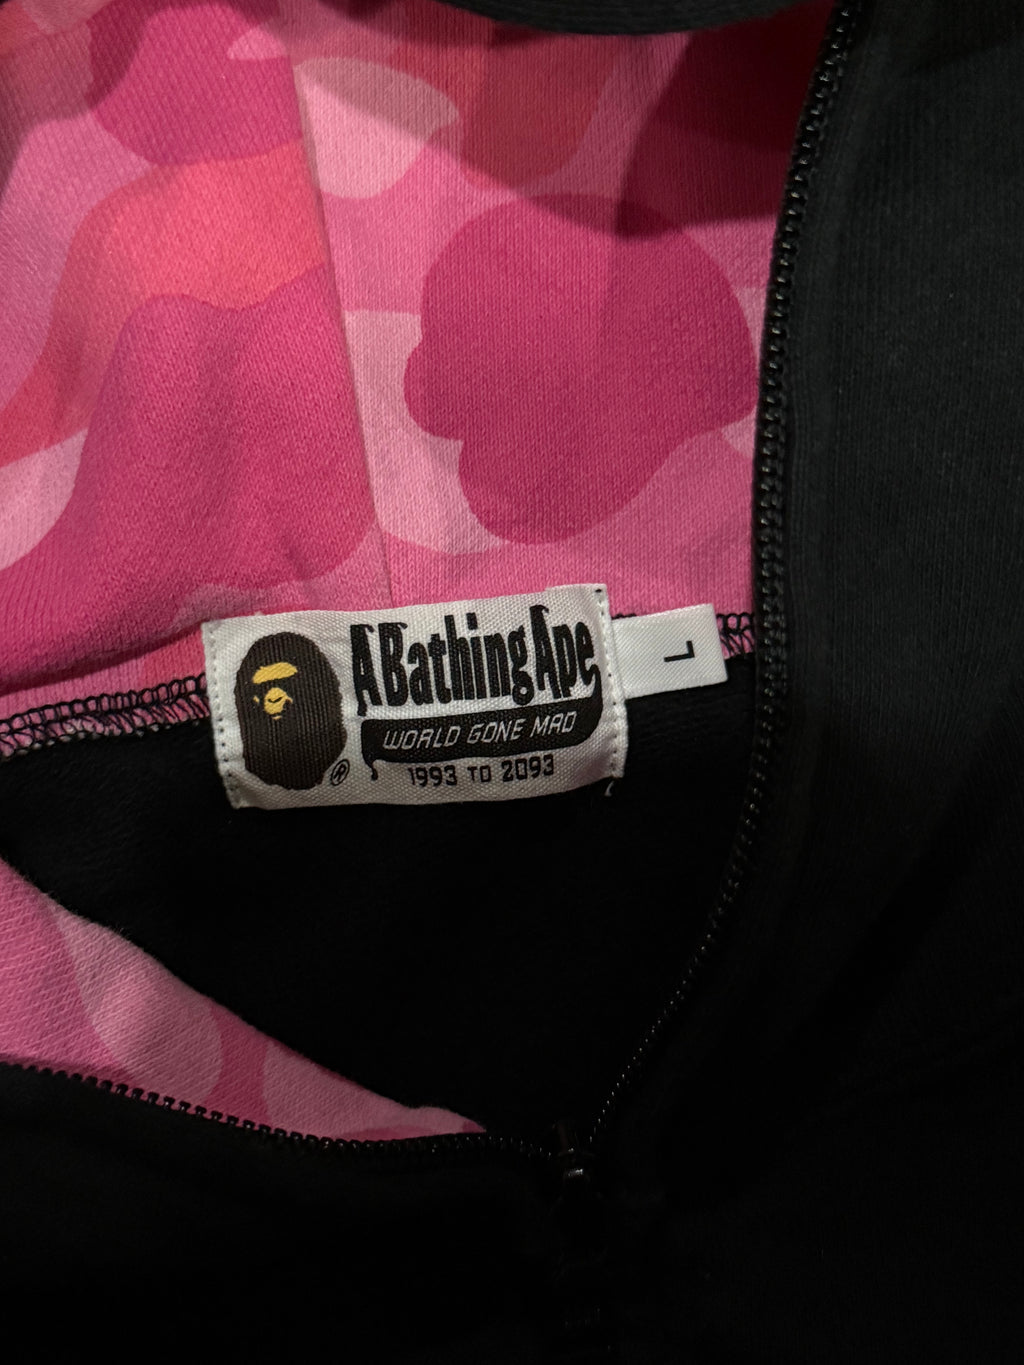 A Bathing Ape
®
WORLD GONE MAD
1993 TO 2093
L